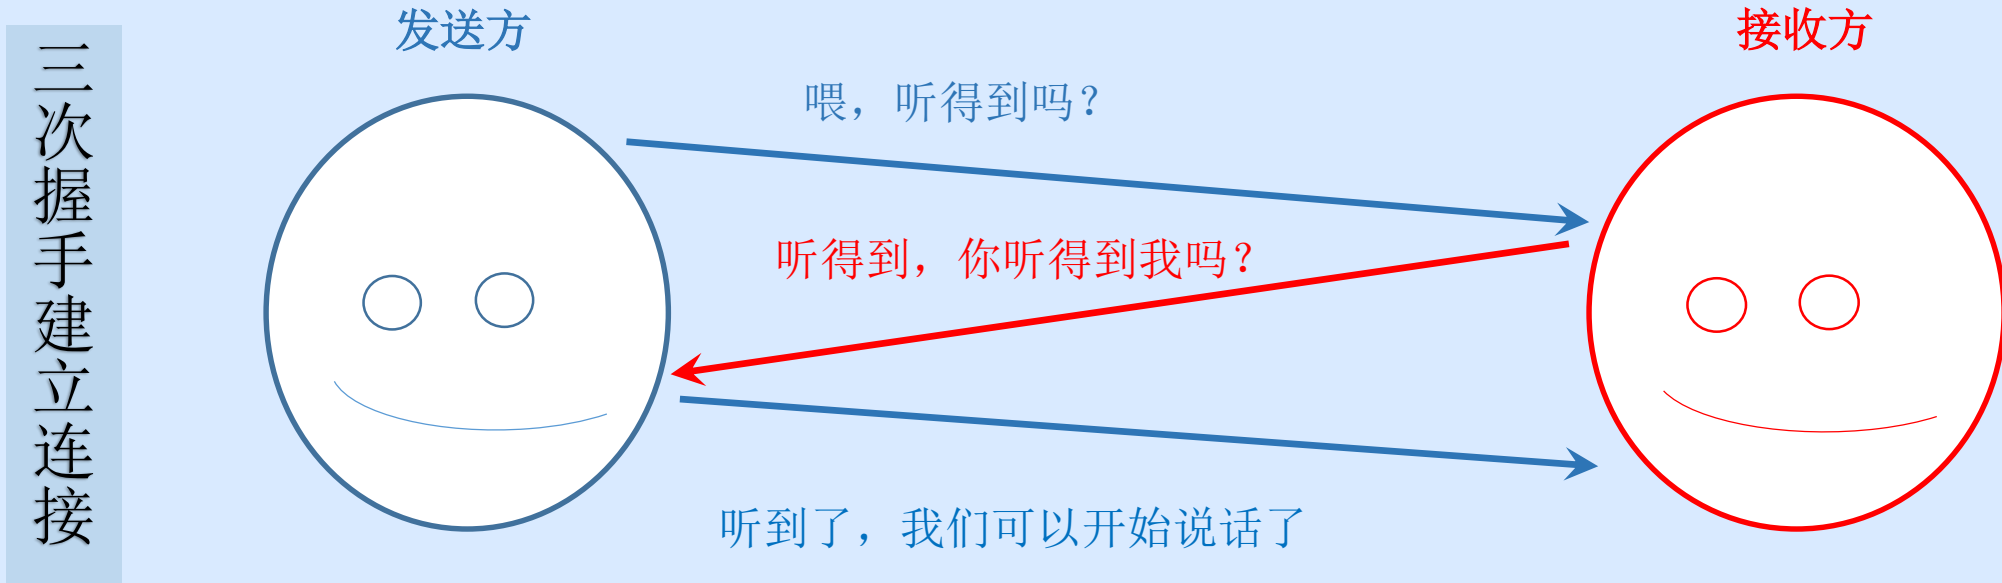 三次握手建立连接
发送方
接收方
喂，听得到吗？
听得到，你听得到我吗？
听到了，我们可以开始说话了